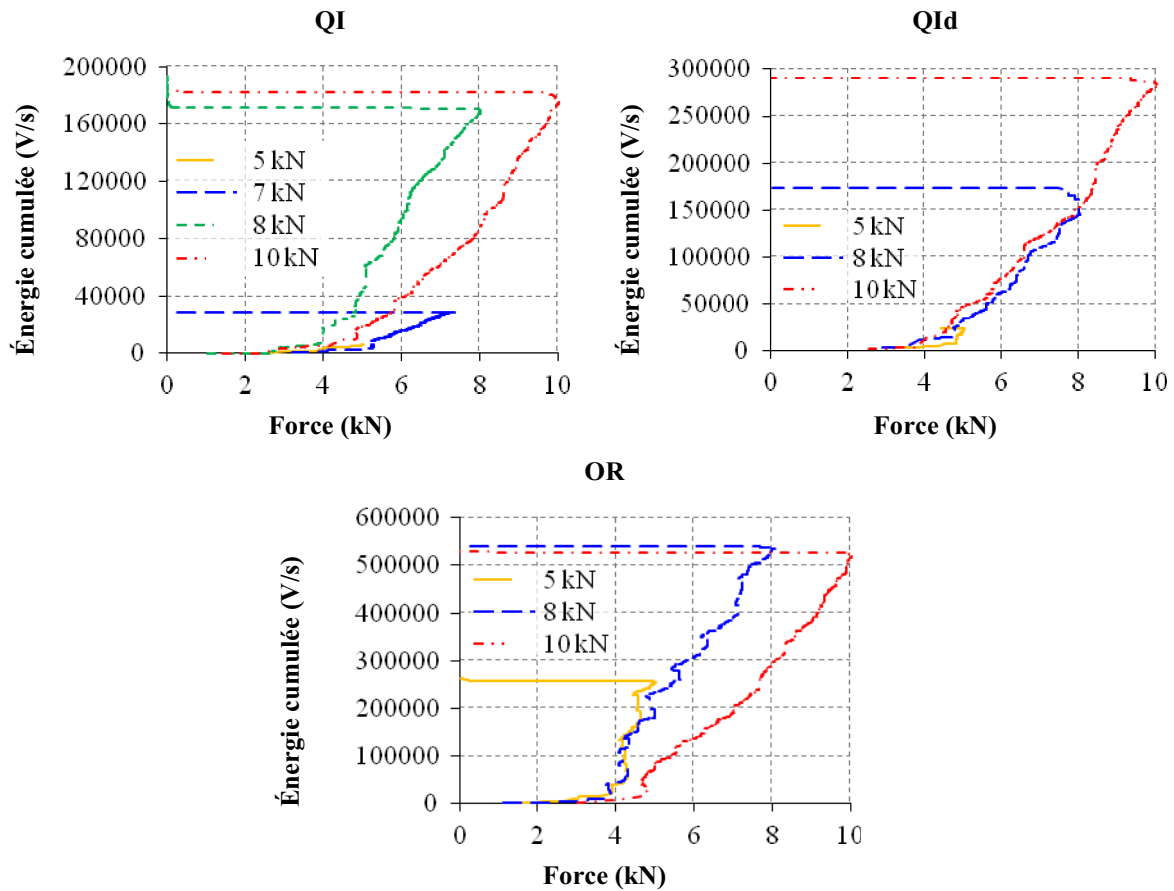 QI
Énergie cumulée (V/s)
200000
160000
120000
80000
40000
0
5 kN
7 kN
8 kN
10 kN
0 2 4 6 8 10
Force (kN)
QId
Énergie cumulée (V/s)
300000
250000
200000
150000
100000
50000
0
5 kN
8 kN
10 kN
0 2 4 6 8 10
Force (kN)
OR
Énergie cumulée (V/s)
600000
500000
400000
300000
200000
100000
0
5 kN
8 kN
10 kN
0 2 4 6 8 10
Force (kN)